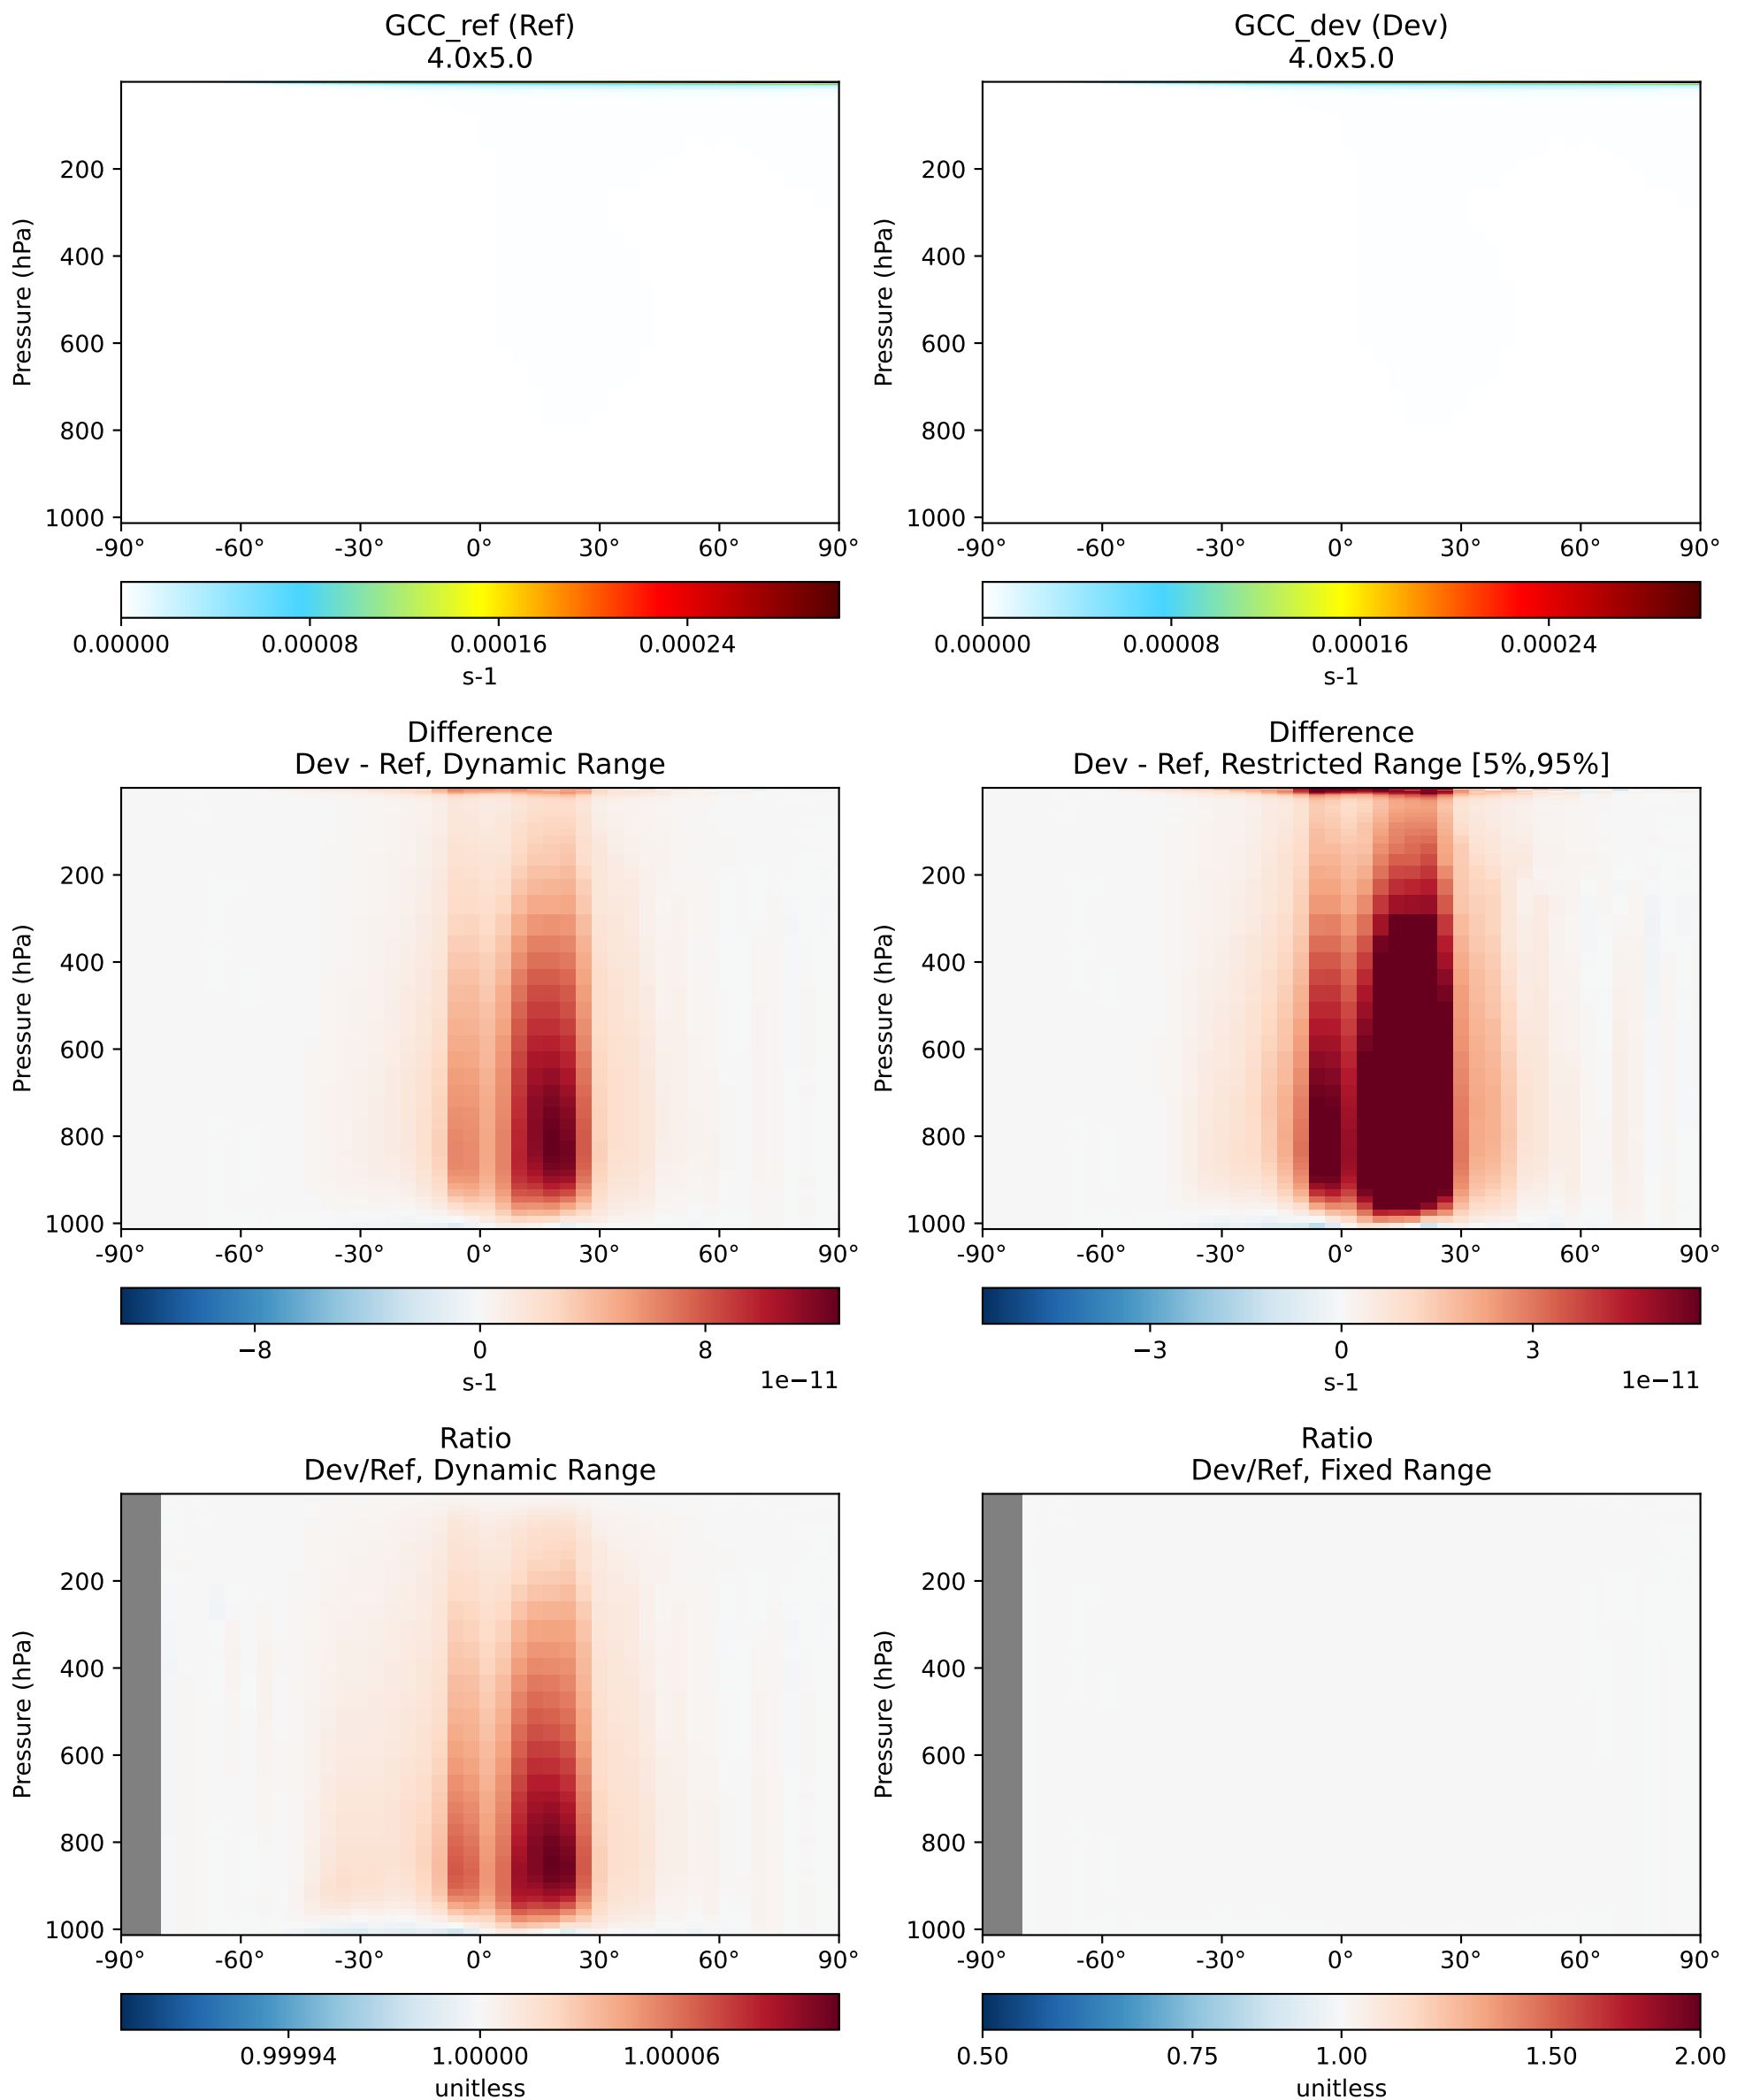 GCC_ref (Ref)
4.0x5.0
Pressure (hPa)
200
400
600
800
1000
-90° -60° -30° 0° 30° 60° 90°
0.00000 0.00008 0.00016 0.00024
s-1
GCC_dev (Dev)
4.0x5.0
Pressure (hPa)
200
400
600
800
1000
-90° -60° -30° 0° 30° 60° 90°
0.00000 0.00008 0.00016 0.00024
s-1
Difference
Dev - Ref, Dynamic Range
Pressure (hPa)
200
400
600
800
1000
-90° -60° -30° 0° 30° 60° 90°
−8 0 8
s-1 1e−11
Difference
Dev - Ref, Restricted Range [5%,95%]
Pressure (hPa)
200
400
600
800
1000
-90° -60° -30° 0° 30° 60° 90°
−3 0 3
s-1 1e−11
Ratio
Dev/Ref, Dynamic Range
Pressure (hPa)
200
400
600
800
1000
-90° -60° -30° 0° 30° 60° 90°
0.99994 1.00000 1.00006
unitless
Ratio
Dev/Ref, Fixed Range
Pressure (hPa)
200
400
600
800
1000
-90° -60° -30° 0° 30° 60° 90°
0.50 0.75 1.00 1.50 2.00
unitless